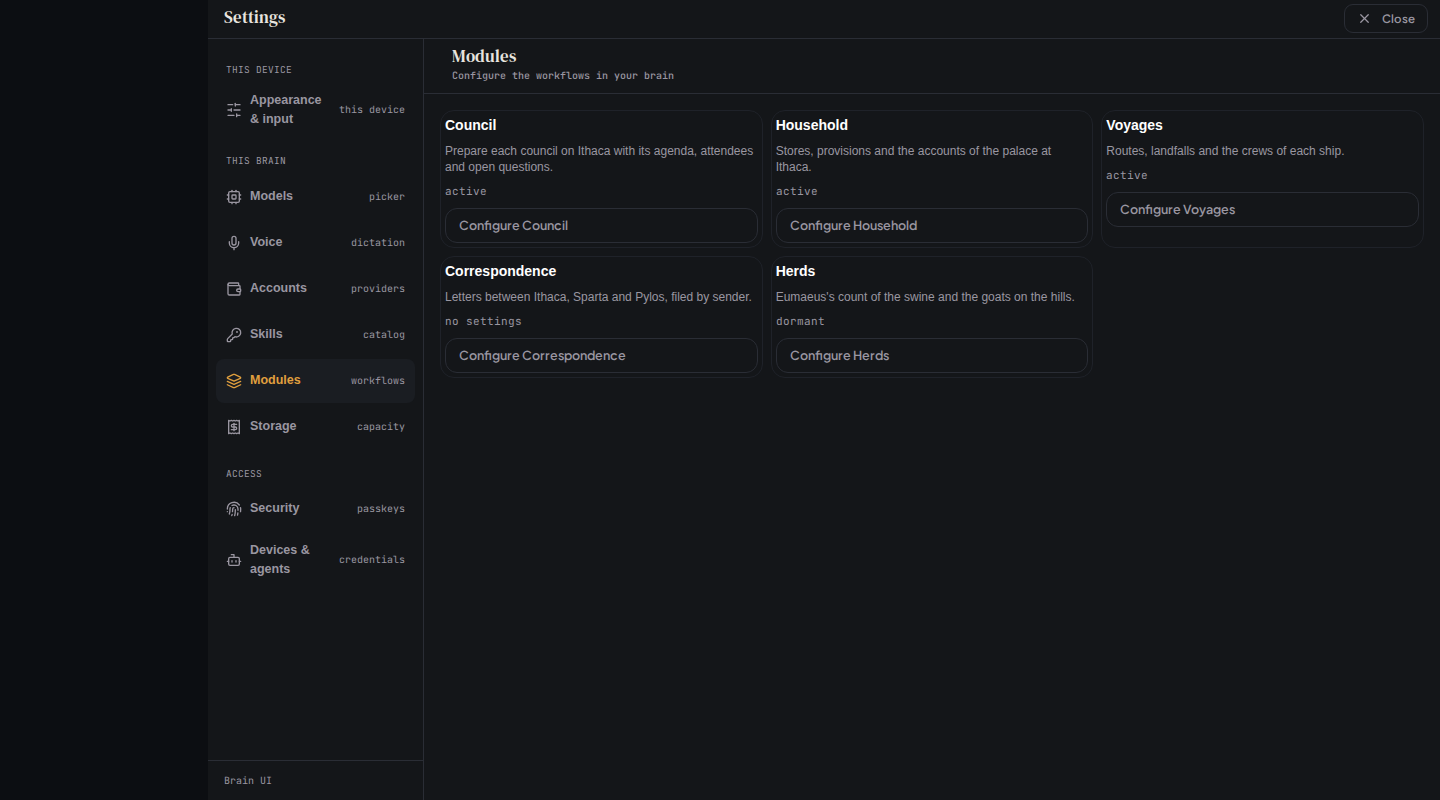 Settings
Close
THIS DEVICE
Appearance & input
this device
THIS BRAIN
Models
picker
Voice
dictation
Accounts
providers
Skills
catalog
Modules
workflows
Storage
capacity
ACCESS
Security
passkeys
Devices & agents
credentials
Brain UI
Modules
Configure the workflows in your brain
Council
Prepare each council on Ithaca with its agenda, attendees
and open questions.
active
Configure Council
Household
Stores, provisions and the accounts of the palace at
Ithaca.
active
Configure Household
Voyages
Routes, landfalls and the crews of each ship.
active
Configure Voyages
Correspondence
Letters between Ithaca, Sparta and Pylos, filed by sender.
no settings
Configure Correspondence
Herds
Eumaeus's count of the swine and the goats on the hills.
dormant
Configure Herds